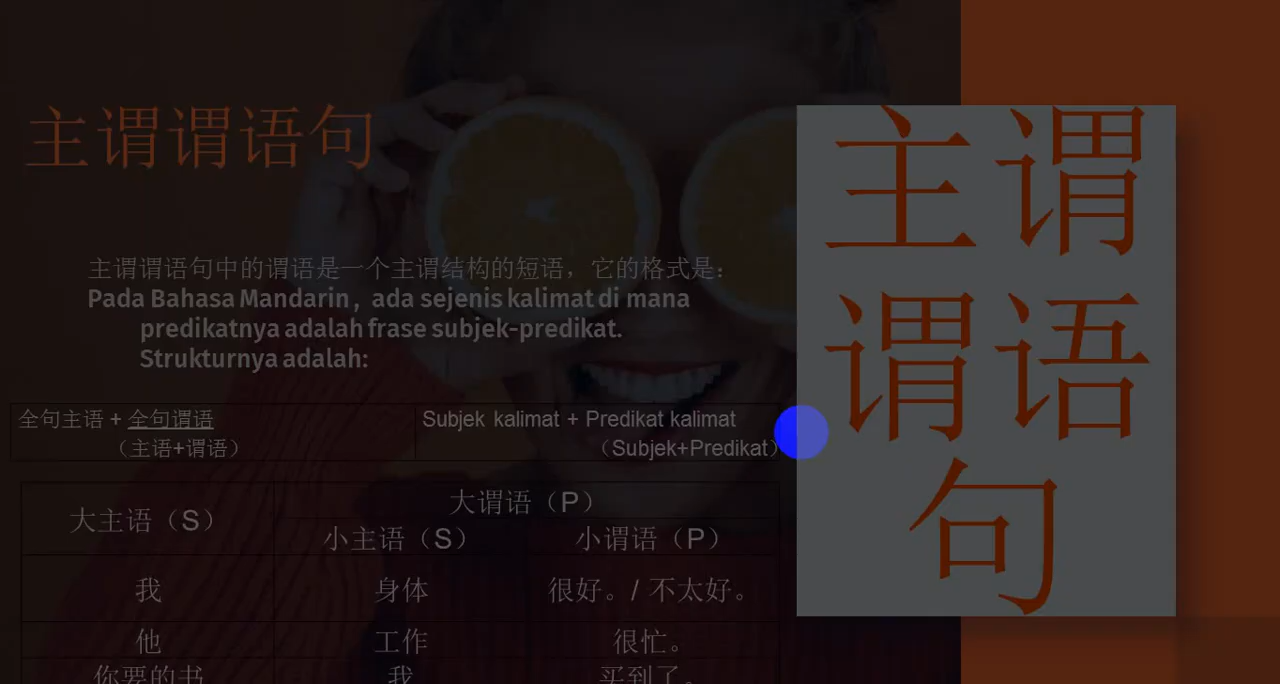 主谓谓语句
主谓谓语句中的谓语是一个主谓结构的短语，它的格式是：
Pada Bahasa Mandarin，ada sejenis kalimat di mana
predikatnya adalah frase subjek-predikat.
Strukturnya adalah:
全句主语 + 全句谓语
（主语+谓语）
Subjek kalimat + Predikat kalimat
（Subjek+Predikat）
大主语（S） 大谓语（P）
小主语（S） 小谓语（P）
我 身体 很好。/ 不太好。
他 工作 很忙。
你要的书 我 买到了。
主谓
谓语
句